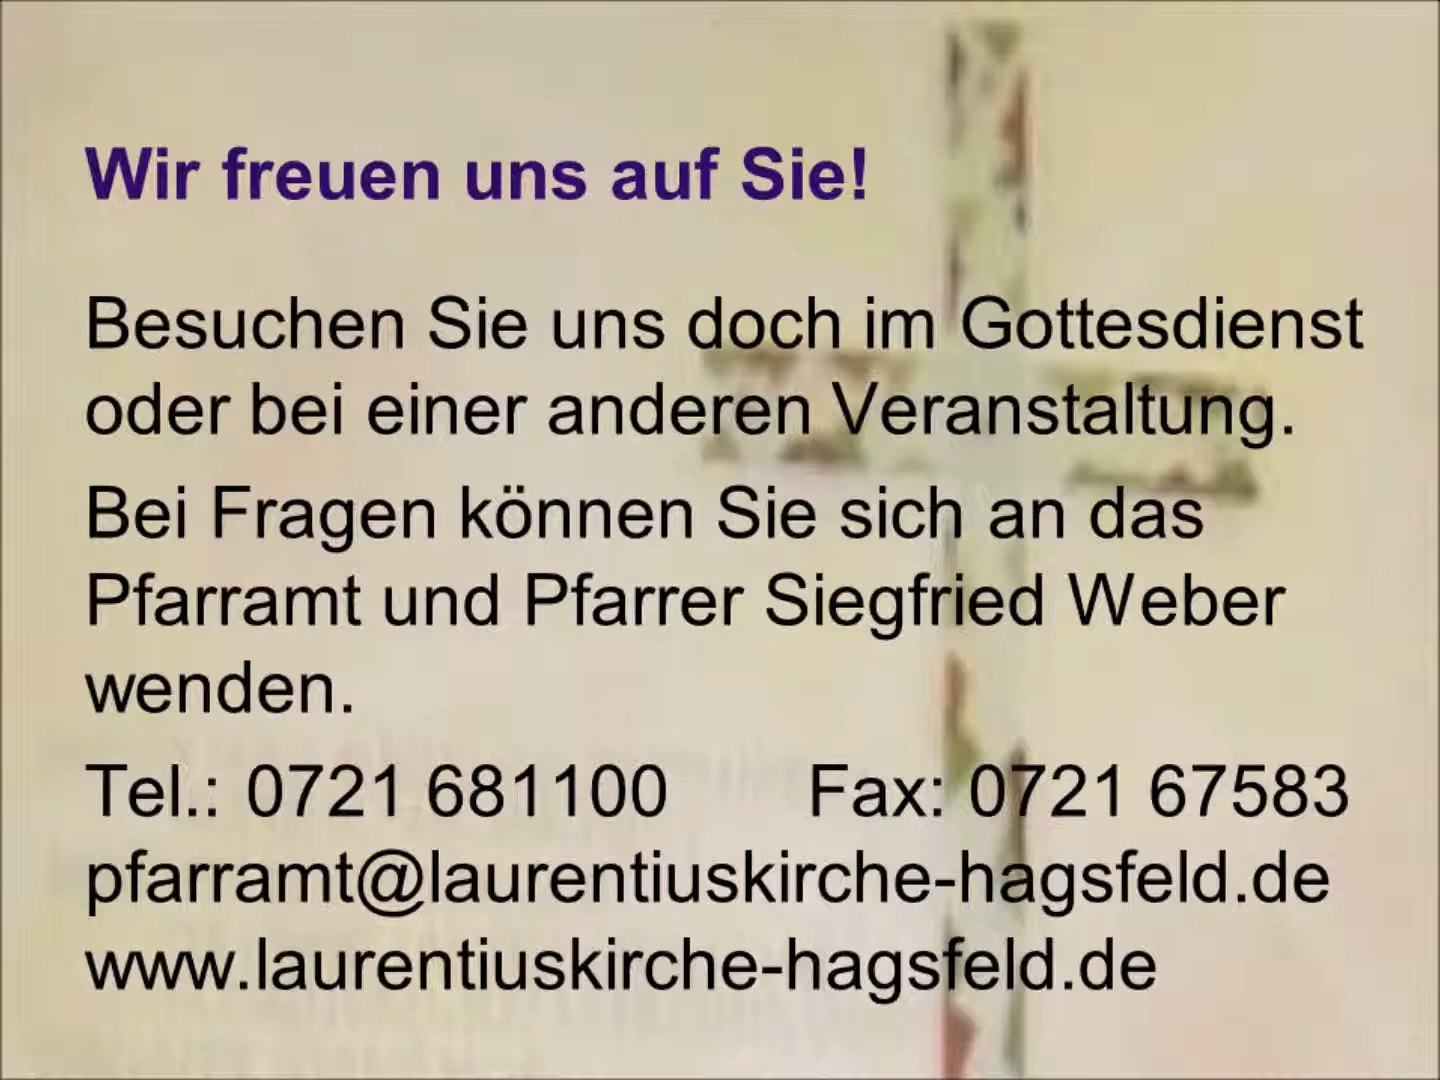 Wir freuen uns auf Sie!
Besuchen Sie uns doch im Gottesdienst
oder bei einer anderen Veranstaltung.
Bei Fragen können Sie sich an das
Pfarramt und Pfarrer Siegfried Weber
wenden.
Tel.: 0721 681100 Fax: 0721 67583
pfarramt@laurentiuskirche-hagsfeld.de
www.laurentiuskirche-hagsfeld.de